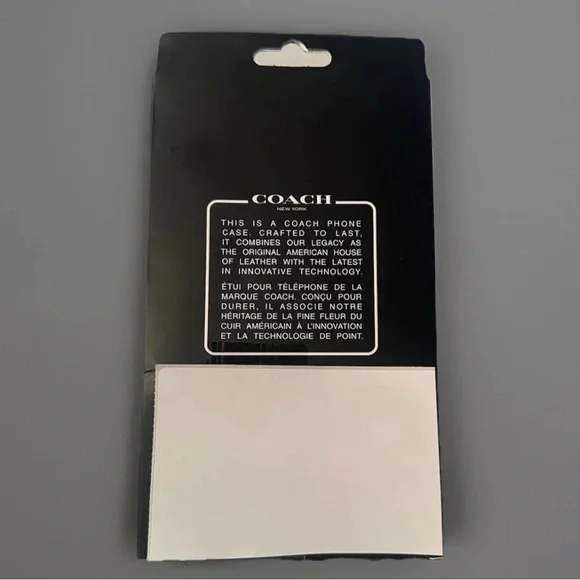 COACH
NEW YORK
THIS IS A COACH PHONE
CASE. CRAFTED TO LAST,
IT COMBINES OUR LEGACY AS
THE ORIGINAL AMERICAN HOUSE
OF LEATHER WITH THE LATEST
IN INNOVATIVE TECHNOLOGY.
ÉTUI POUR TÉLÉPHONE DE LA
MARQUE COACH. CONÇU POUR
DURER, IL ASSOCIE NOTRE
HÉRITAGE DE LA FINE FLEUR DU
CUIR AMÉRICAIN À L'INNOVATION
ET LA TECHNOLOGIE DE POINT.